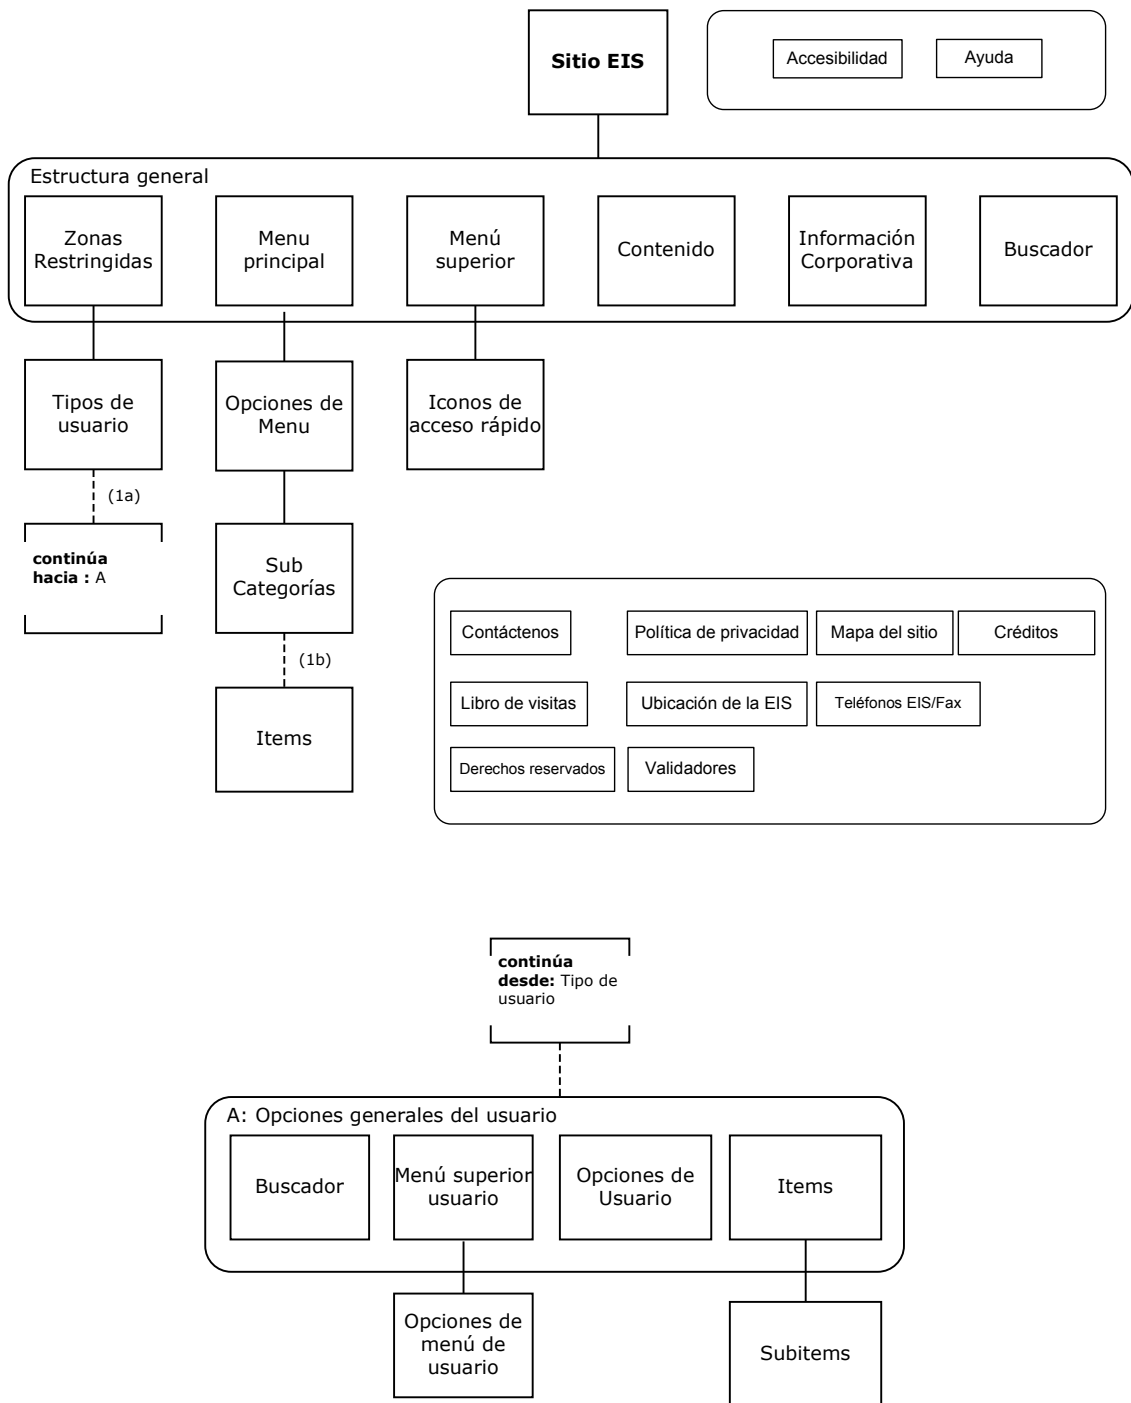 Sitio EIS
Accesibilidad
Ayuda
Estructura general
Zonas
Restringidas
Menu
principal
Menú
superior
Contenido
Información
Corporativa
Buscador
Tipos de
usuario
Opciones de
Menu
Iconos de
acceso rápido
(1a)
continúa
hacia : A
Sub
Categorías
(1b)
Items
Contáctenos
Política de privacidad
Mapa del sitio
Créditos
Libro de visitas
Ubicación de la EIS
Teléfonos EIS/Fax
Derechos reservados
Validadores
continúa
desde: Tipo de
usuario
A: Opciones generales del usuario
Buscador
Menú superior
usuario
Opciones de
Usuario
Items
Opciones de
menú de
usuario
Subitems